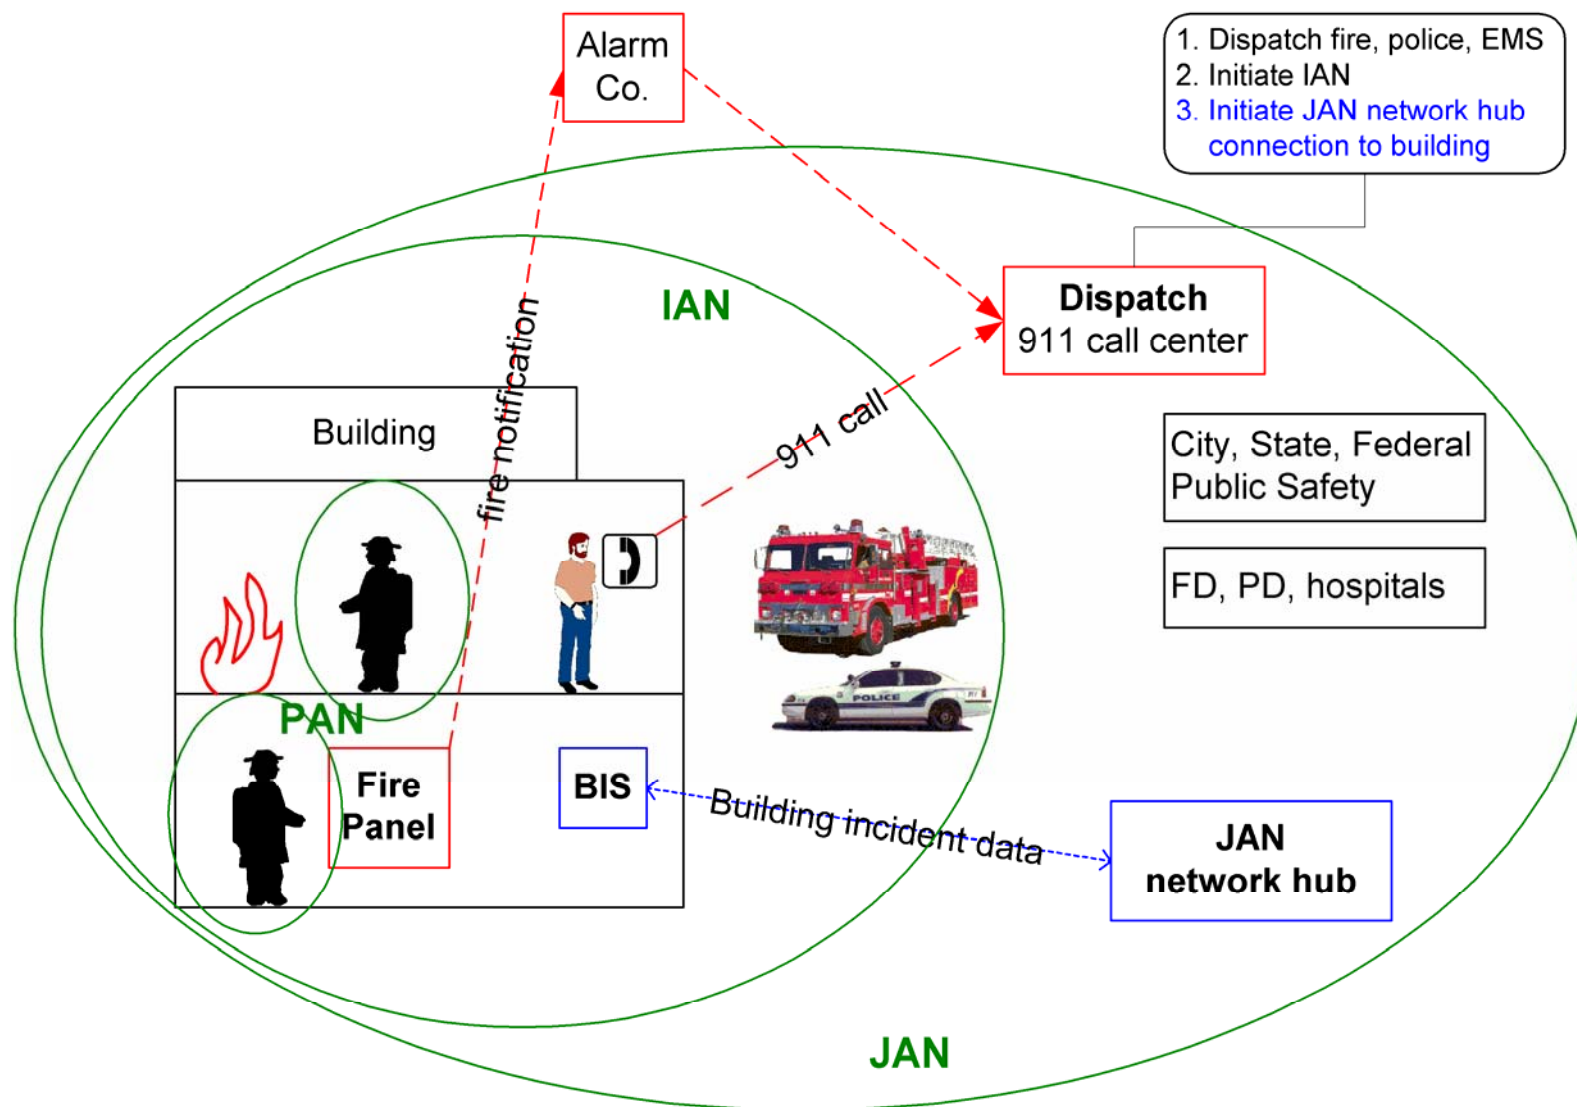 Alarm
Co.
1. Dispatch fire, police, EMS
2. Initiate IAN
3. Initiate JAN network hub
connection to building
IAN
Dispatch
911 call center
fire notification
911 call
Building
City, State, Federal
Public Safety
FD, PD, hospitals
POLICE
PAN
Fire
Panel
BIS
Building incident data
JAN
network hub
JAN